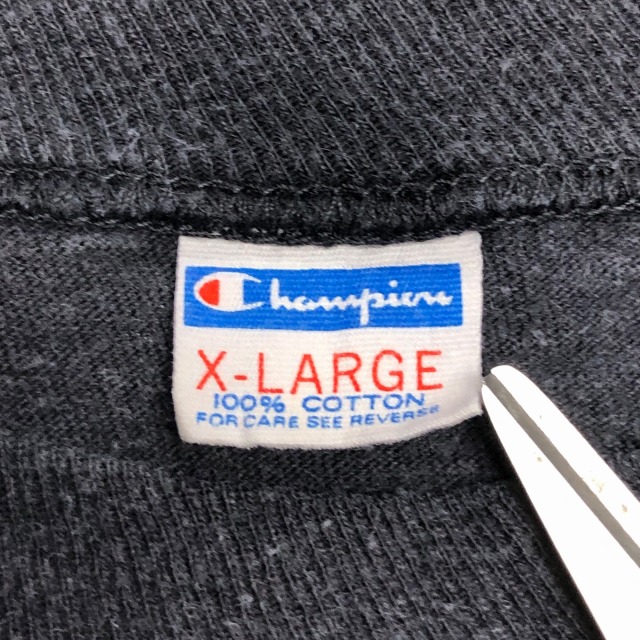 Champion
X-LARGE
100% COTTON
FOR CARE SEE REVERSE